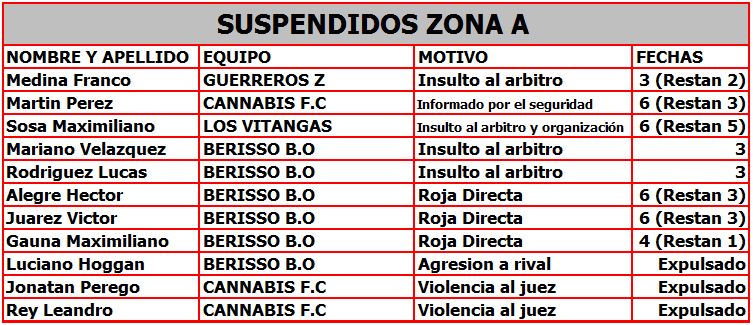 SUSPENDIDOS ZONA A
NOMBRE Y APELLIDO EQUIPO MOTIVO FECHAS
Medina Franco GUERREROS Z Insulto al arbitro 3 (Restan 2)
Martin Perez CANNABIS F.C Informado por el seguridad 6 (Restan 3)
Sosa Maximiliano LOS VITANGAS Insulto al arbitro y organización 6 (Restan 5)
Mariano Velazquez BERISSO B.O Insulto al arbitro 3
Rodriguez Lucas BERISSO B.O Insulto al arbitro 3
Alegre Hector BERISSO B.O Roja Directa 6 (Restan 3)
Juarez Victor BERISSO B.O Roja Directa 6 (Restan 3)
Gauna Maximiliano BERISSO B.O Roja Directa 4 (Restan 1)
Luciano Hoggan BERISSO B.O Agresion a rival Expulsado
Jonatan Perego CANNABIS F.C Violencia al juez Expulsado
Rey Leandro CANNABIS F.C Violencia al juez Expulsado